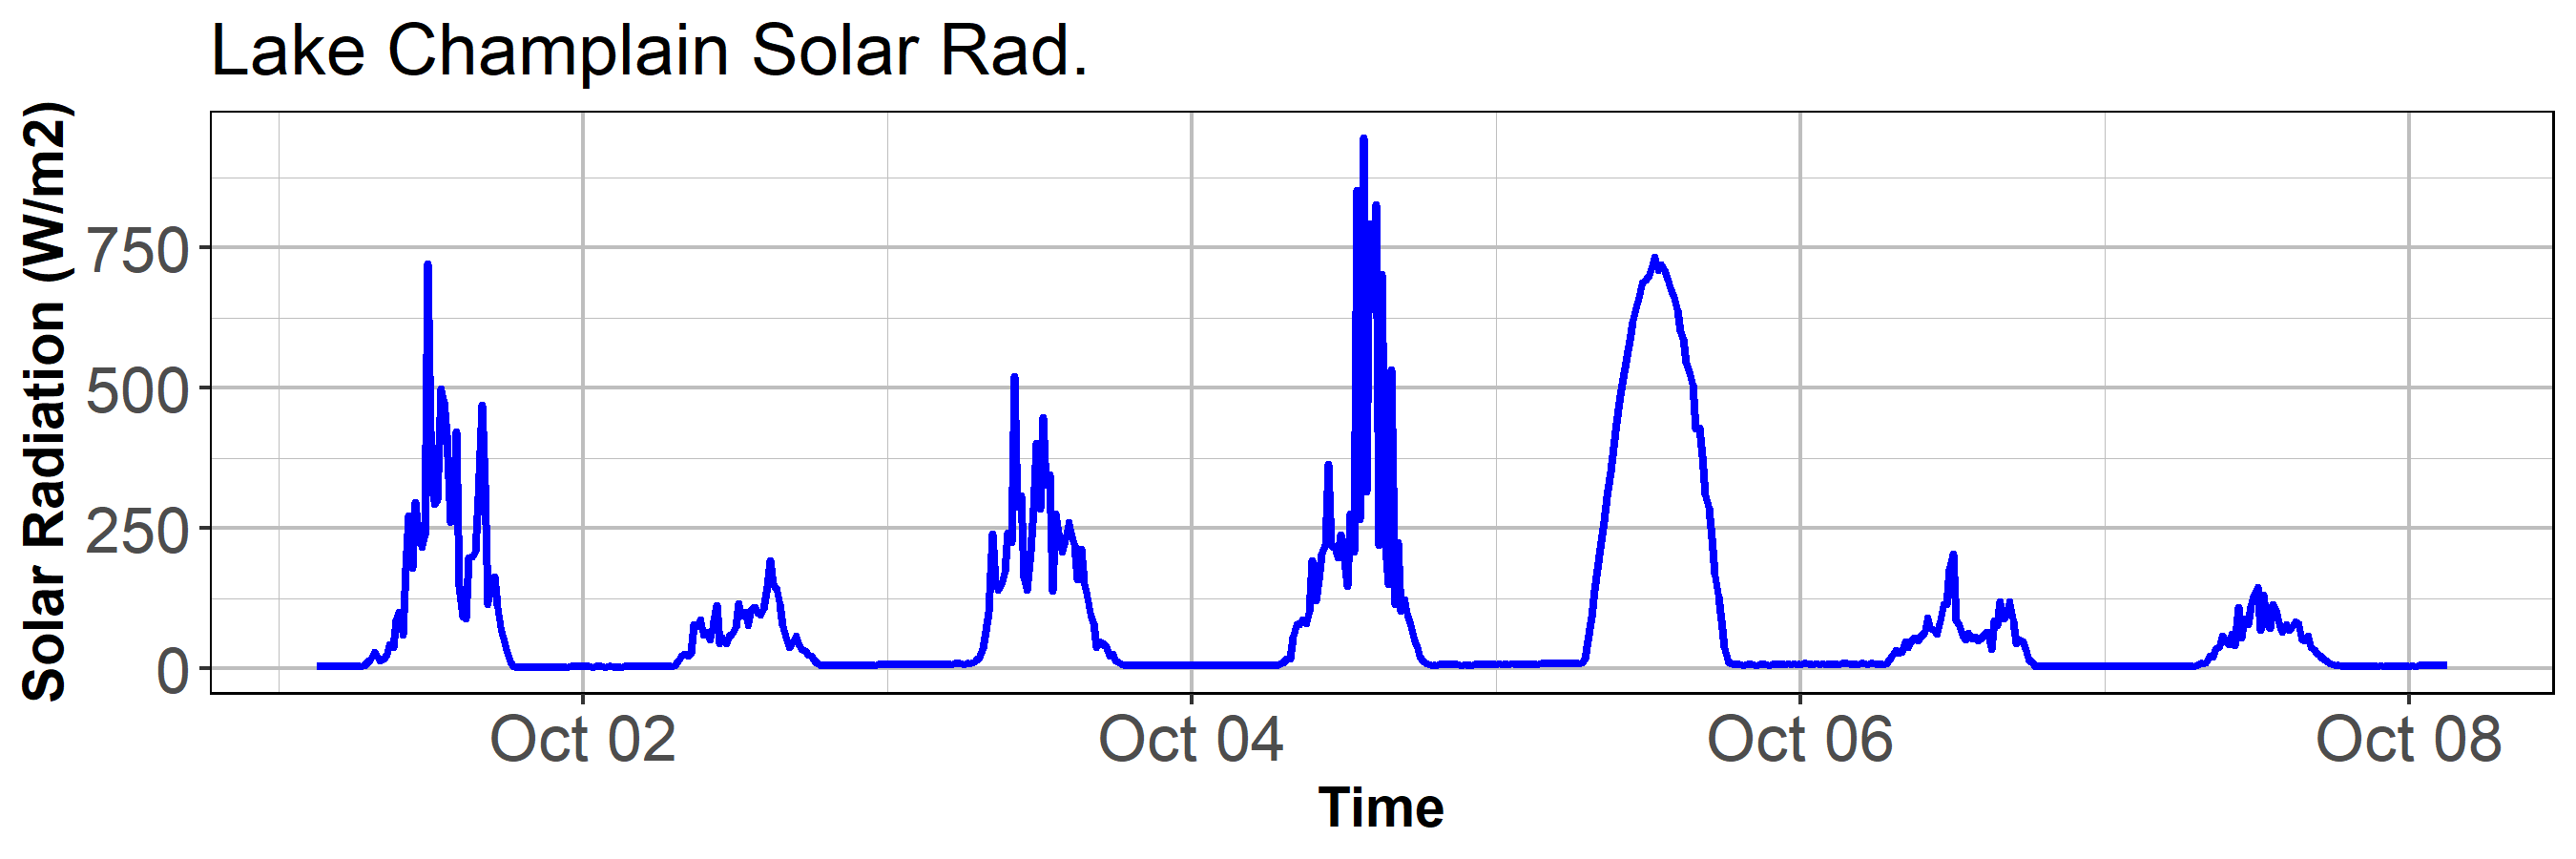 Lake Champlain Solar Rad.
Solar Radiation (W/m2)
750
500
250
0
Oct 02 Oct 04 Oct 06 Oct 08
Time